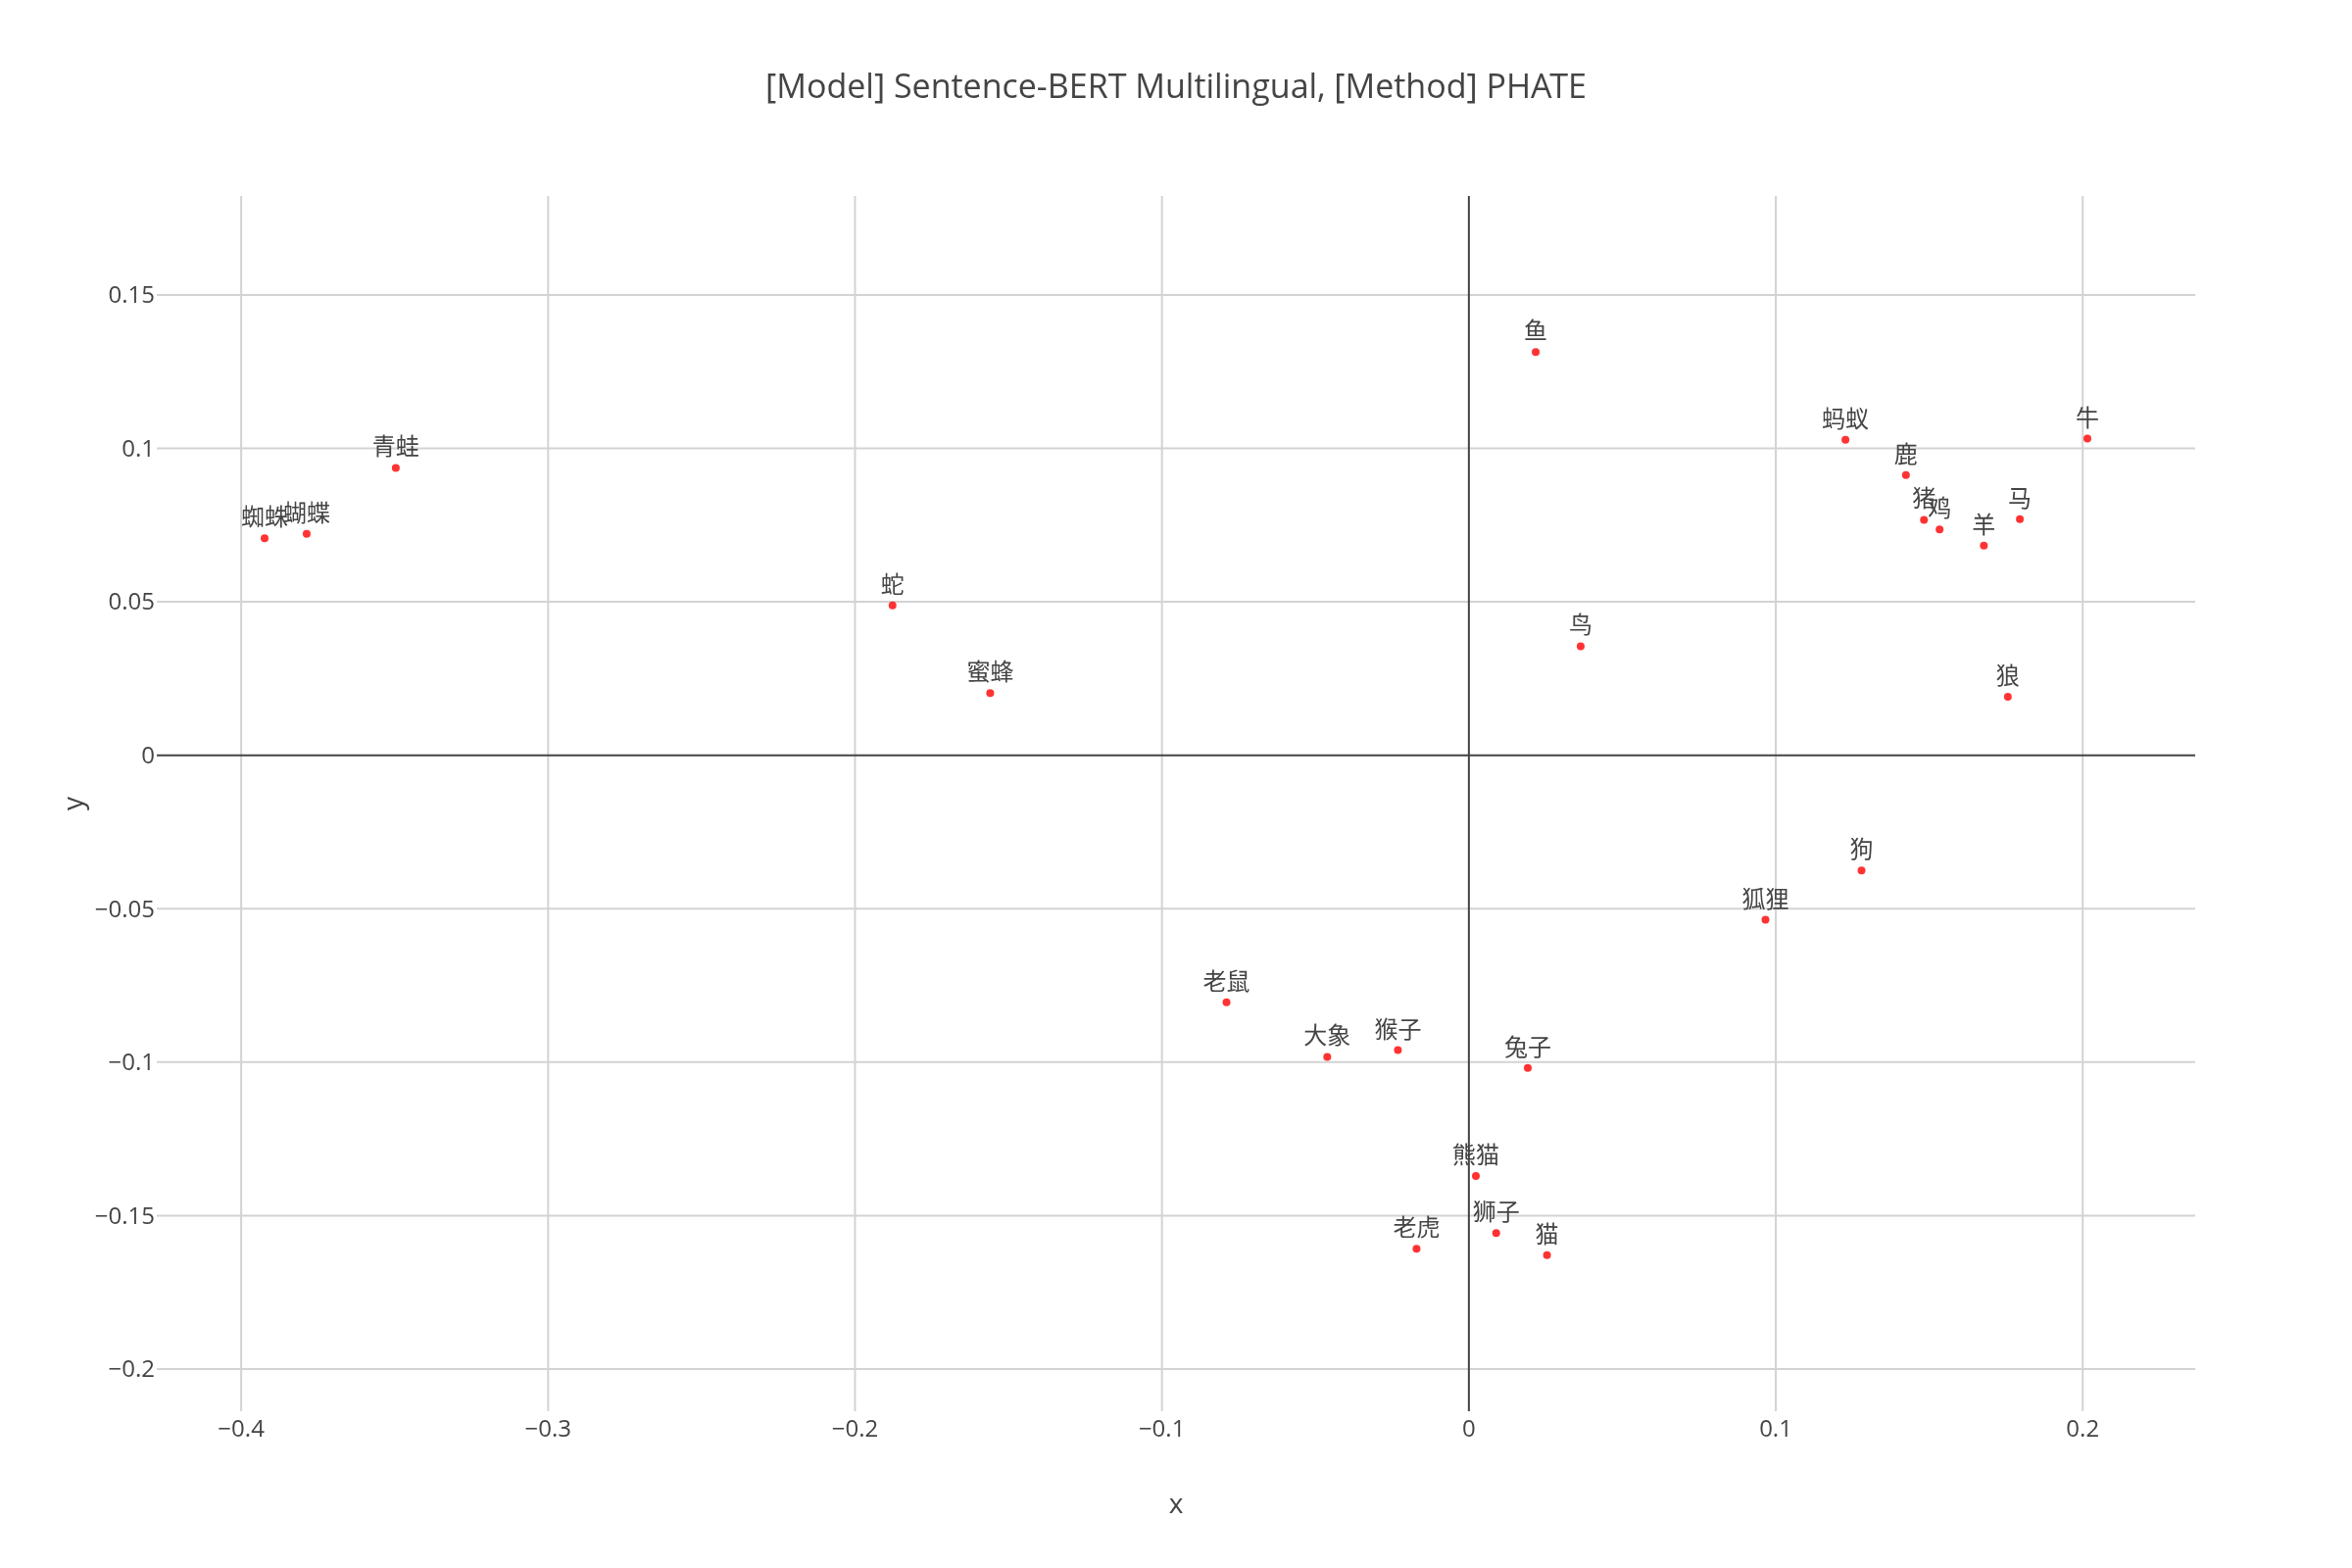 [Model] Sentence-BERT Multilingual, [Method] PHATE
0.15
0.1
0.05
0
−0.05
−0.1
−0.15
−0.2
y
鱼
蚂蚁
牛
青蛙
鹿
猪
鸡
马
蜘蛛
蝴蝶
羊
蛇
鸟
蜜蜂
狼
狗
狐狸
老鼠
大象
猴子
兔子
熊猫
狮子
老虎
猫
−0.4
−0.3
−0.2
−0.1
0
0.1
0.2
x